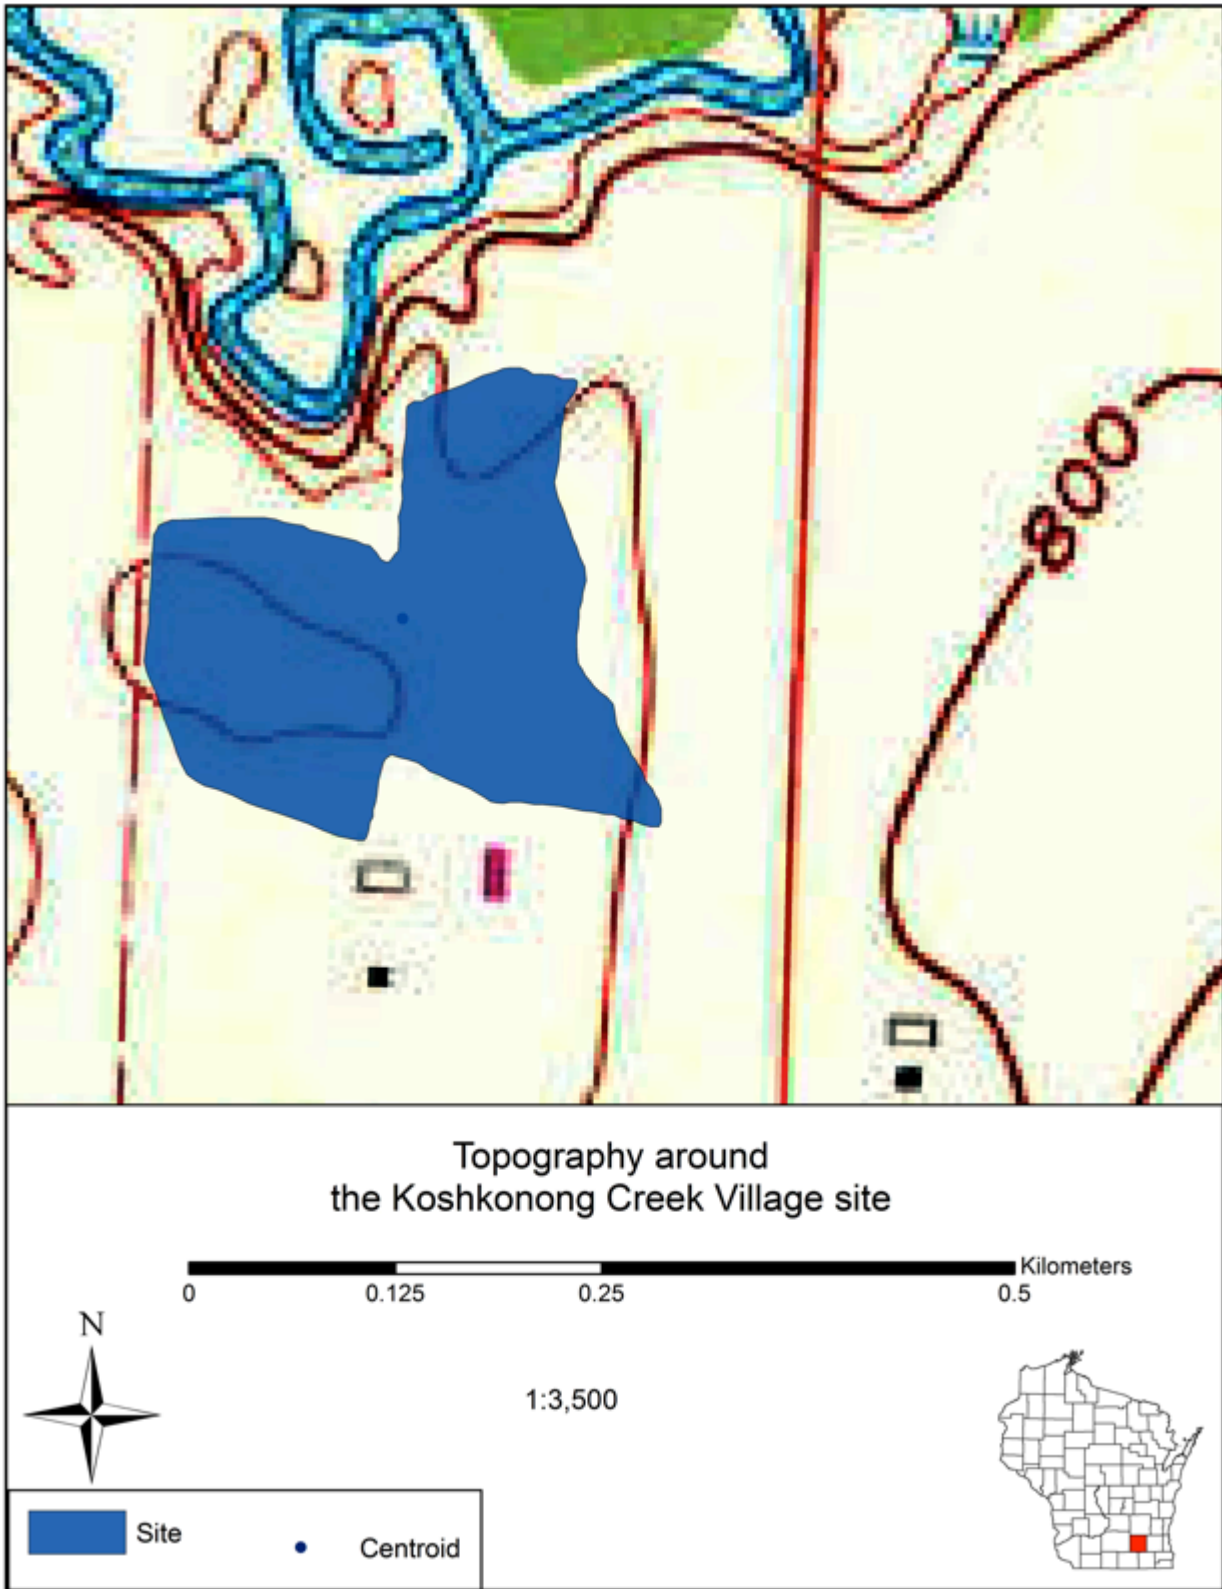 800
Topography around
the Koshkonong Creek Village site
Kilometers
0 0.125 0.25 0.5
N
1:3,500
Site
Centroid